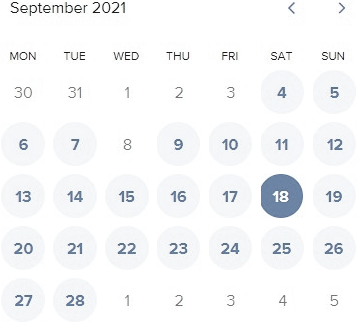 September 2021
MON TUE WED THU FRI SAT SUN
30 31 1 2 3 4 5
6 7 8 9 10 11 12
13 14 15 16 17 18 19
20 21 22 23 24 25 26
27 28 1 2 3 4 5